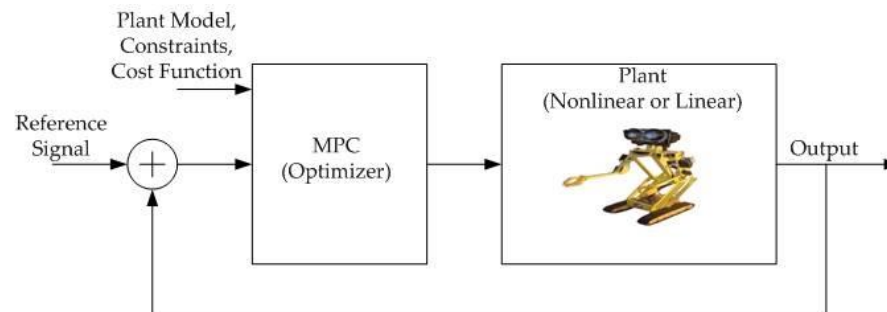 Plant Model,
Constraints,
Cost Function
Reference
Signal
+
MPC
(Optimizer)
Plant
(Nonlinear or Linear)
Output